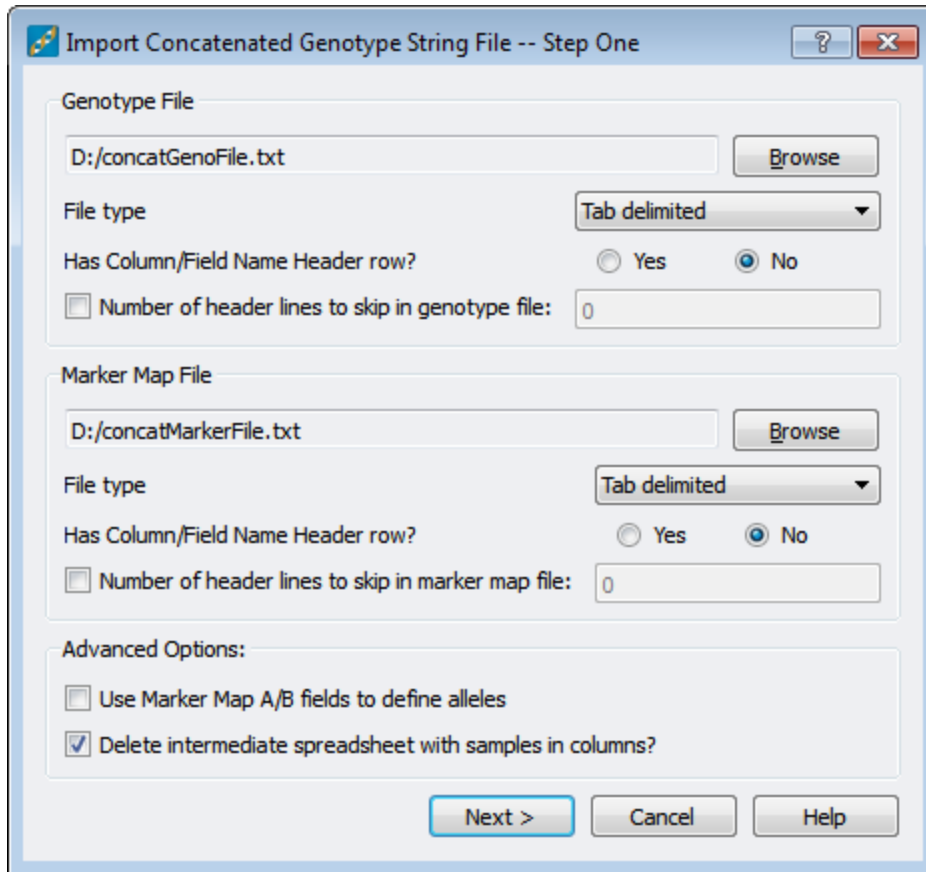 Import Concatenated Genotype String File -- Step One
?
Genotype File
D:/concatGenoFile.txt
Browse
File type
Tab delimited
Has Column/Field Name Header row?
Yes
No
Number of header lines to skip in genotype file:
0
Marker Map File
D:/concatMarkerFile.txt
Browse
File type
Tab delimited
Has Column/Field Name Header row?
Yes
No
Number of header lines to skip in marker map file:
0
Advanced Options:
Use Marker Map A/B fields to define alleles
Delete intermediate spreadsheet with samples in columns?
Next >
Cancel
Help